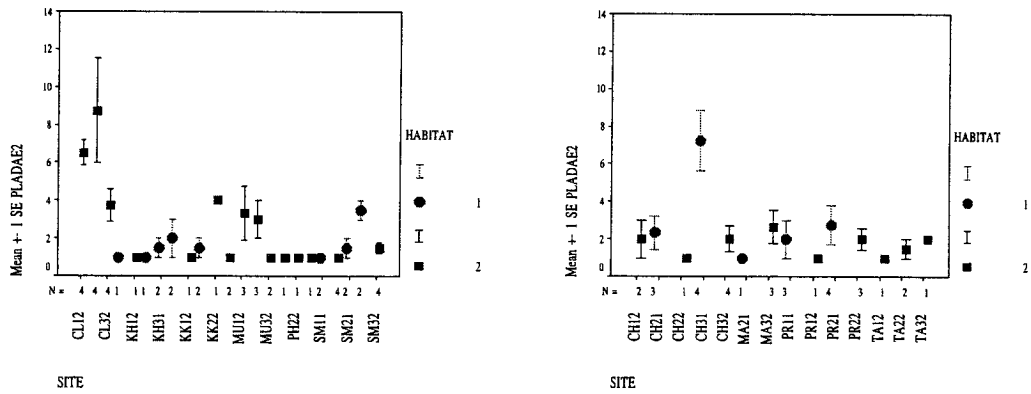 14
12
10
8
6
4
2
0
Mean +- 1 SE PLADAE2
N = 4 4 4 1 1 1 2 2 1 2 1 2 3 3 2 1 1 1 2 4 2 2 4
CL12 CL32 KH12 KH31 KK12 KK22 MU12 MU32 PH22 SM11 SM21 SM32
SITE
HABITAT
1
2
14
12
10
8
6
4
2
0
Mean +- 1 SE PLADAE2
N = 2 3 1 4 4 1 4 3 1 4 3 1 2 1
CH12 CH21 CH22 CH31 CH32 MA21 MA32 PR11 PR12 PR21 PR22 TA12 TA22 TA32
SITE
HABITAT
1
2